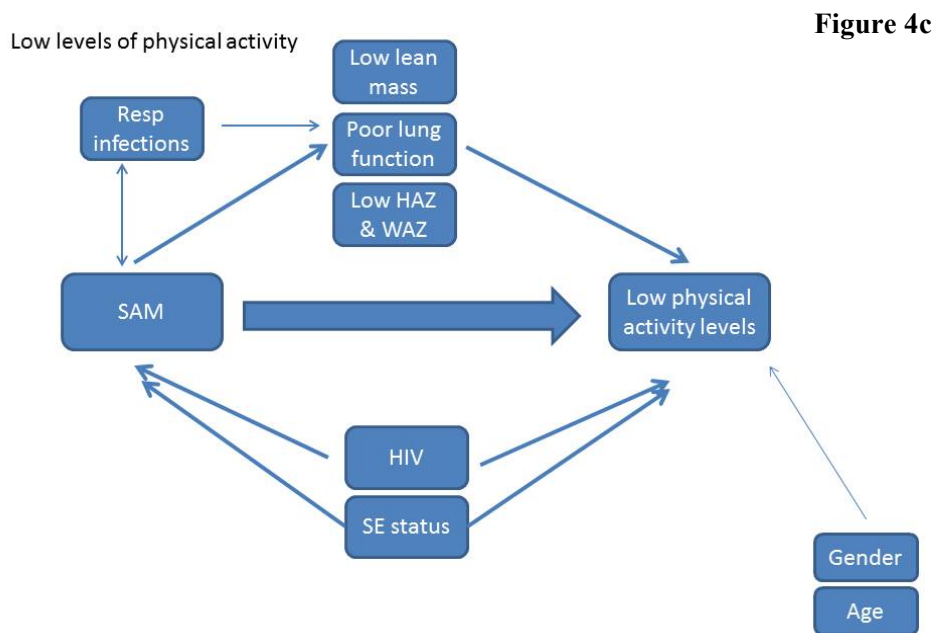 Figure 4c
Low levels of physical activity
Low lean
mass
Resp
infections
Poor lung
function
Low HAZ
& WAZ
SAM
Low physical
activity levels
HIV
SE status
Gender
Age